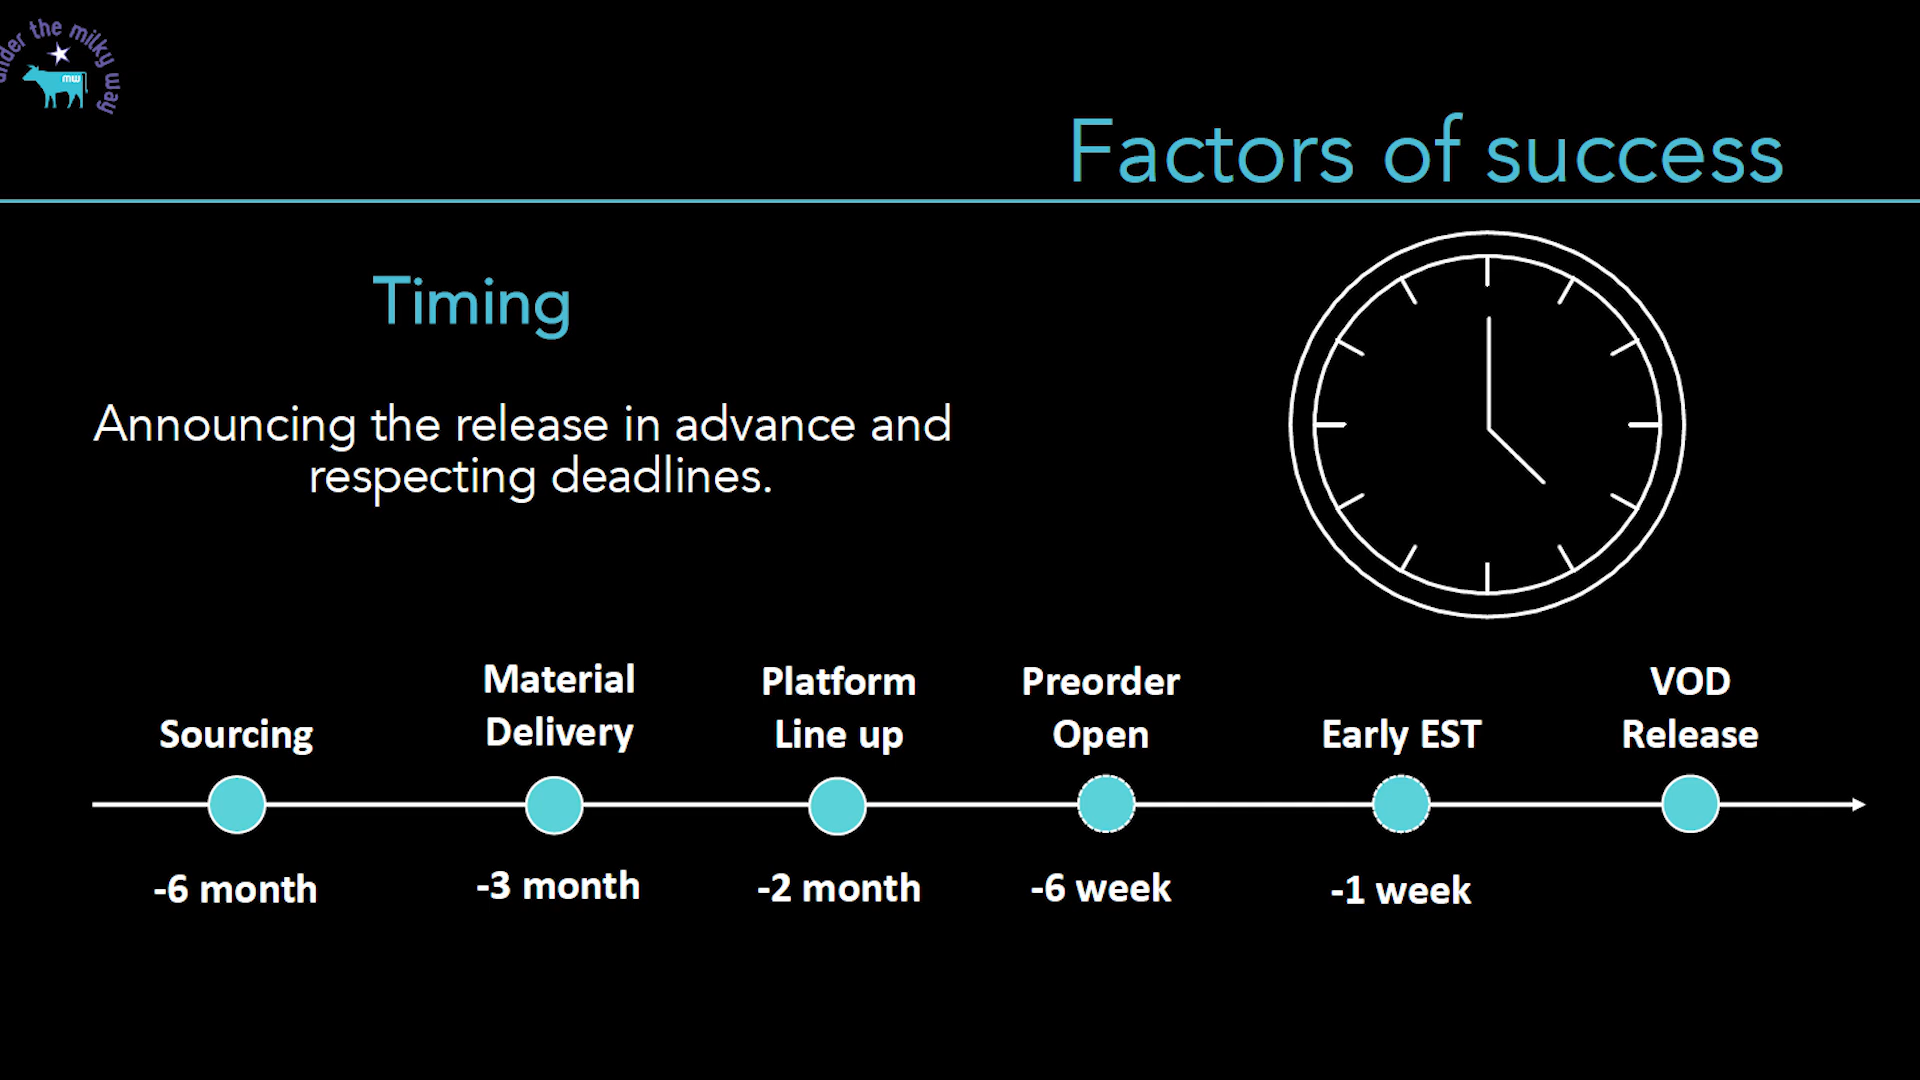 under the milky way
mw
Factors of success
Timing
Announcing the release in advance and
respecting deadlines.
Sourcing
Material
Delivery
Platform
Line up
Preorder
Open
Early EST
VOD
Release
-6 month
-3 month
-2 month
-6 week
-1 week